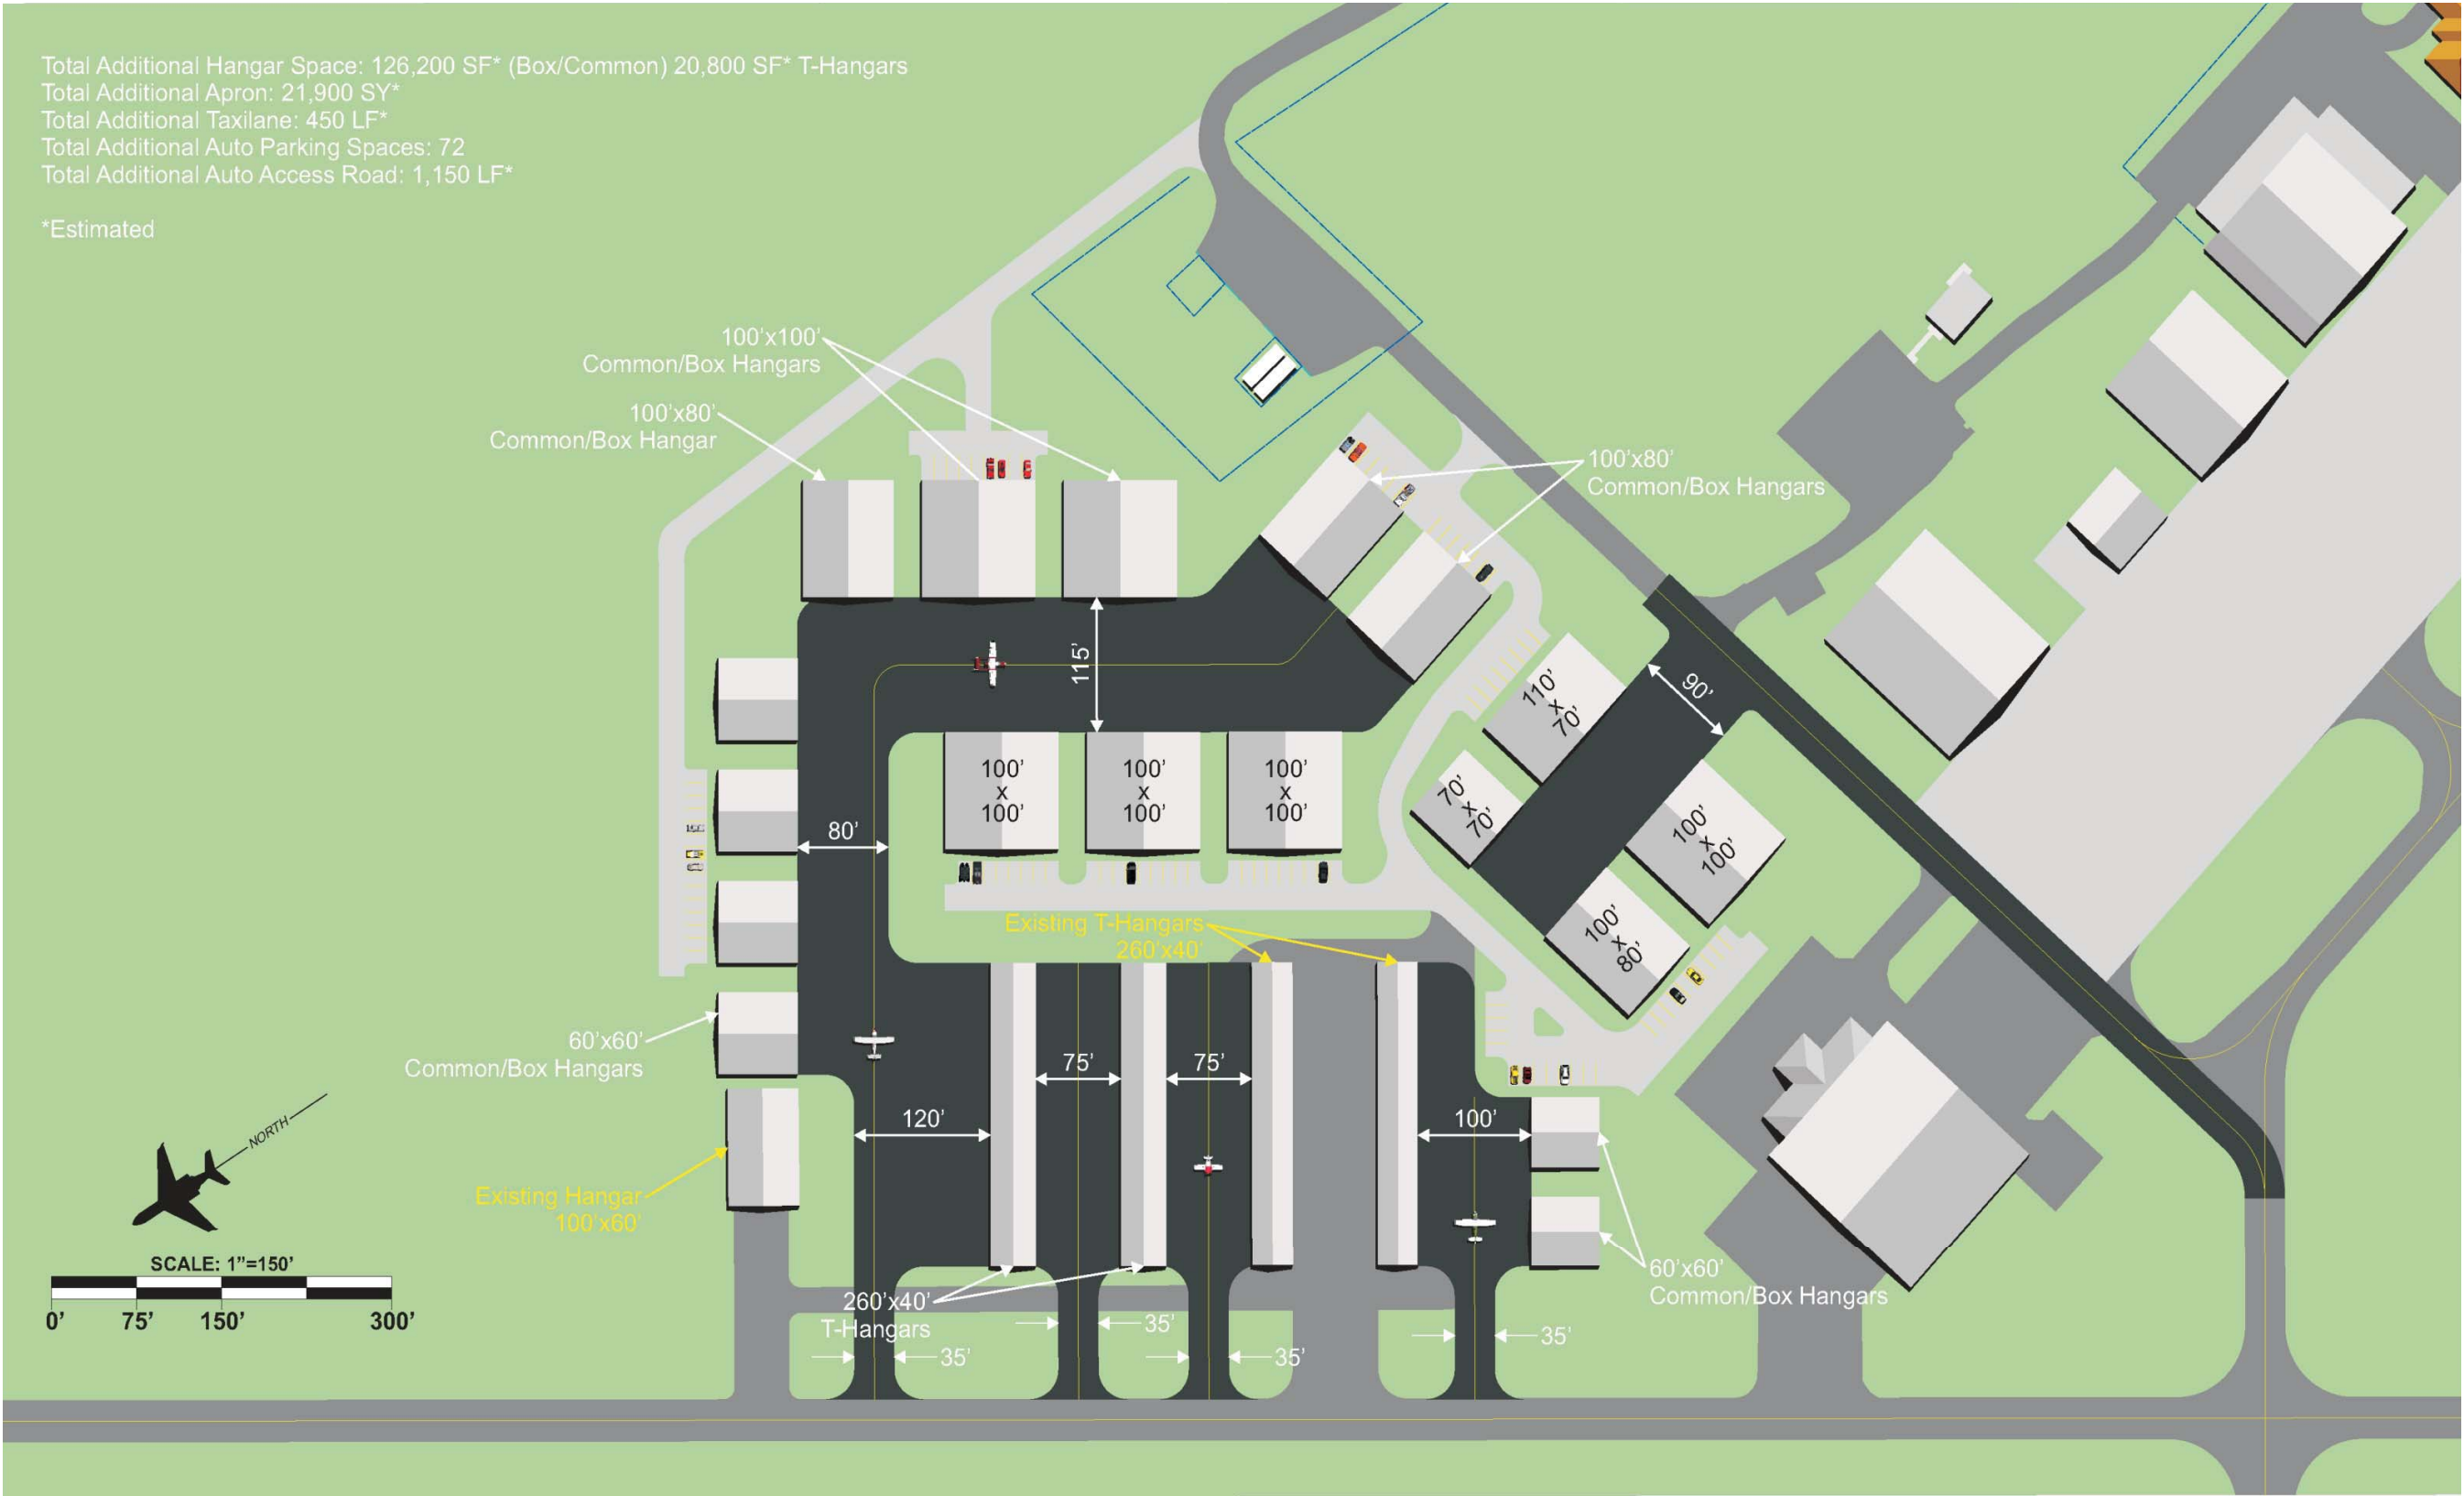 Total Additional Hangar Space: 126,200 SF* (Box/Common) 20,800 SF* T-Hangars
Total Additional Apron: 21,900 SY*
Total Additional Taxilane: 450 LF*
Total Additional Auto Parking Spaces: 72
Total Additional Auto Access Road: 1,150 LF*
*Estimated
100'x100'
Common/Box Hangars
100'x80'
Common/Box Hangar
100'x80'
Common/Box Hangars
115'
110'
x
70'
90'
70'
x
70'
100'
x
100'
100'
x
100'
100'
x
100'
100'
x
100'
80'
100'
x
80'
Existing T-Hangars
260'x40'
60'x60'
Common/Box Hangars
75'
75'
120'
100'
NORTH
Existing Hangar
100'x60'
SCALE: 1"=150'
0'
75'
150'
300'
260'x40'
T-Hangars
60'x60'
Common/Box Hangars
35'
35'
35'
35'